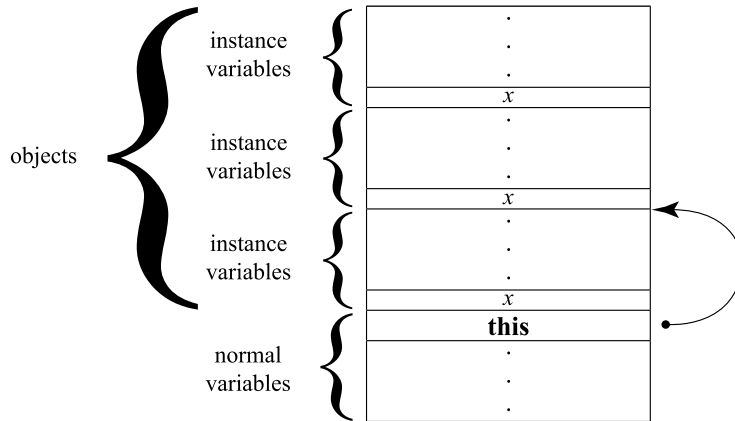 instance
variables
x
instance
variables
objects
x
instance
variables
x
this
normal
variables